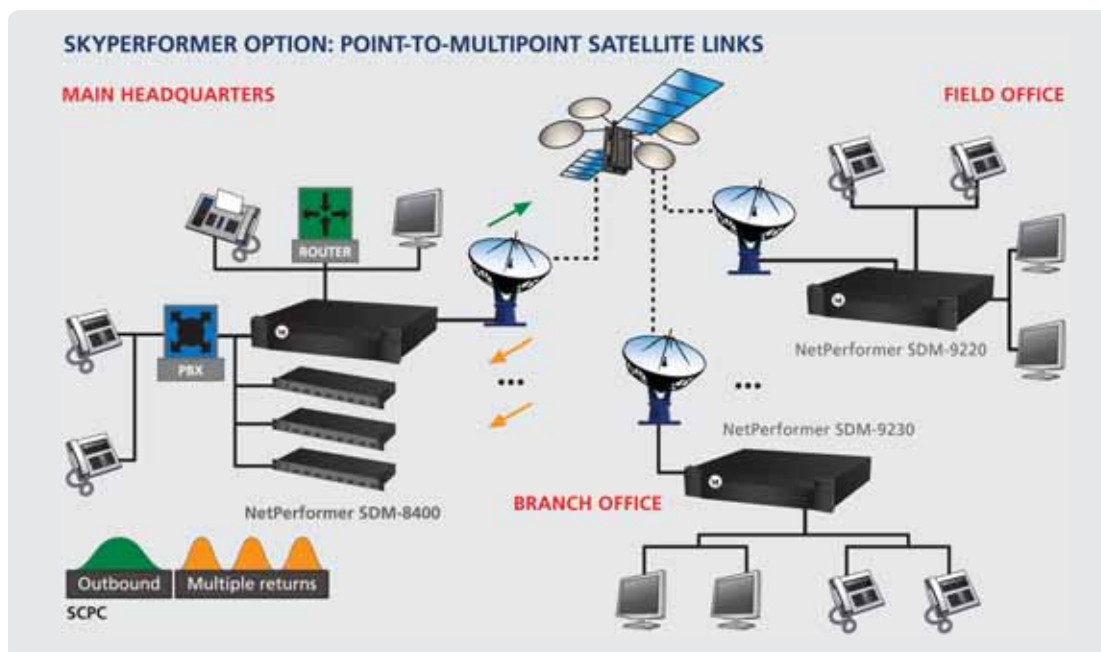 SKYPERFORMER OPTION: POINT-TO-MULTIPOINT SATELLITE LINKS
MAIN HEADQUARTERS
FIELD OFFICE
ROUTER
PBX
NetPerformer SDM-9220
NetPerformer SDM-9230
NetPerformer SDM-8400
BRANCH OFFICE
Outbound
Multiple returns
SCPC